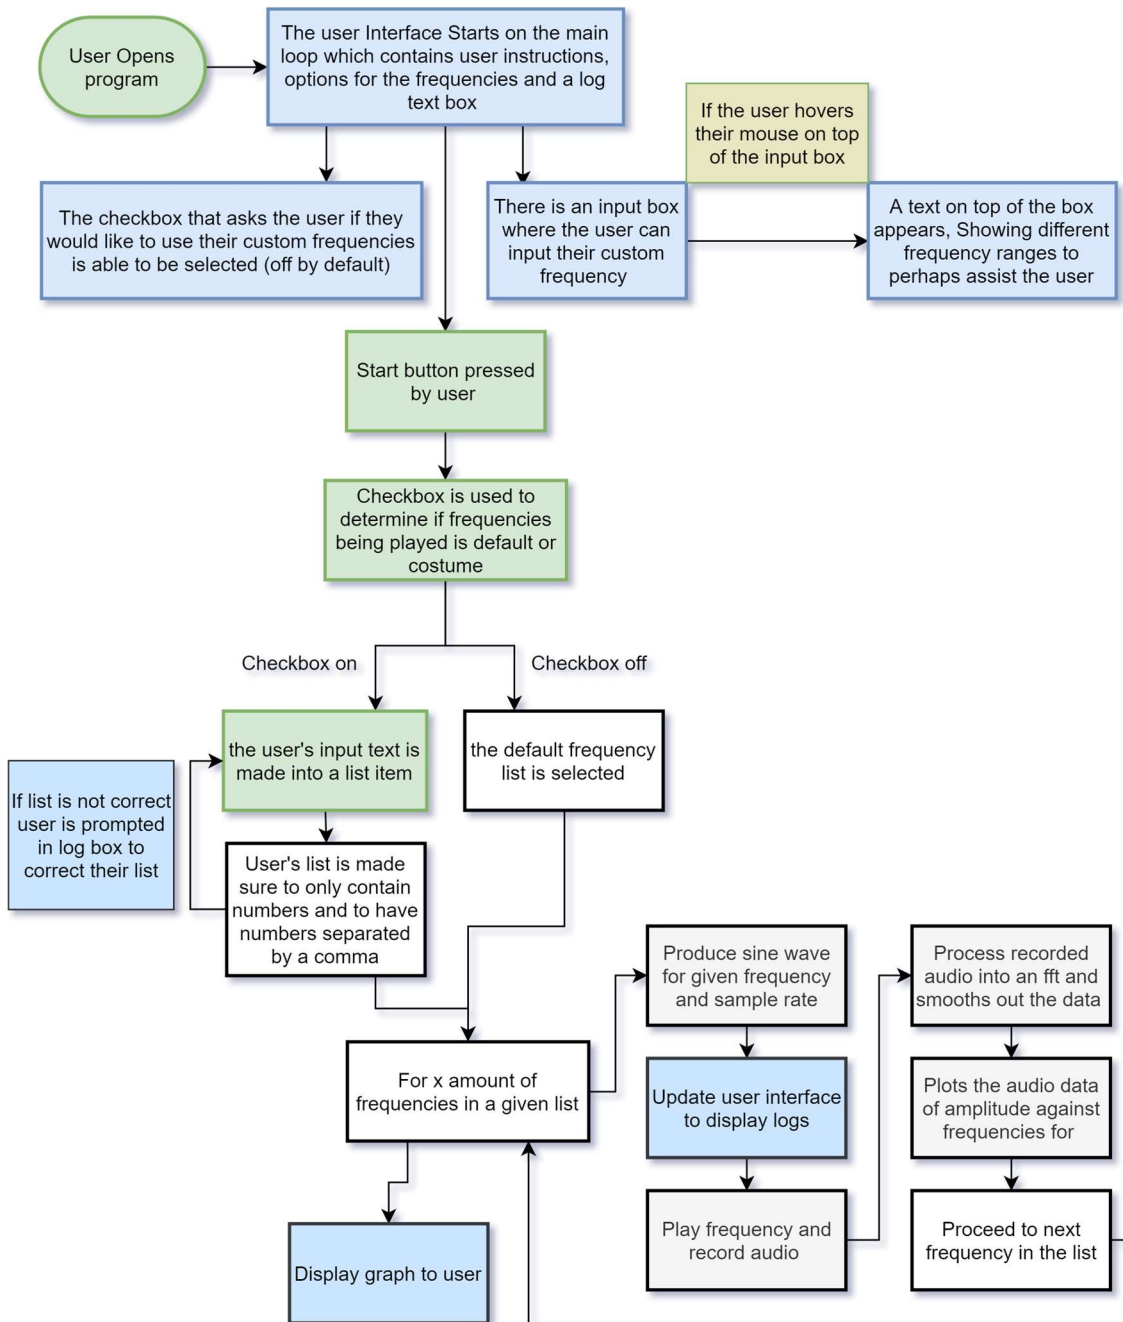 User Opens
program
The user Interface Starts on the main
loop which contains user instructions,
options for the frequencies and a log
text box
If the user hovers
their mouse on top
of the input box
The checkbox that asks the user if they
would like to use their custom frequencies
is able to be selected (off by default)
There is an input box
where the user can
input their custom
frequency
A text on top of the box
appears, Showing different
frequency ranges to
perhaps assist the user
Start button pressed
by user
Checkbox is used to
determine if frequencies
being played is default or
costume
Checkbox on
Checkbox off
the user's input text is
made into a list item
the default frequency
list is selected
If list is not correct
user is prompted
in log box to
correct their list
User's list is made
sure to only contain
numbers and to have
numbers separated
by a comma
For x amount of
frequencies in a given list
Produce sine wave
for given frequency
and sample rate
Update user interface
to display logs
Play frequency and
record audio
Process recorded
audio into an fft and
smooths out the data
Plots the audio data
of amplitude against
frequencies for
Proceed to next
frequency in the list
Display graph to user